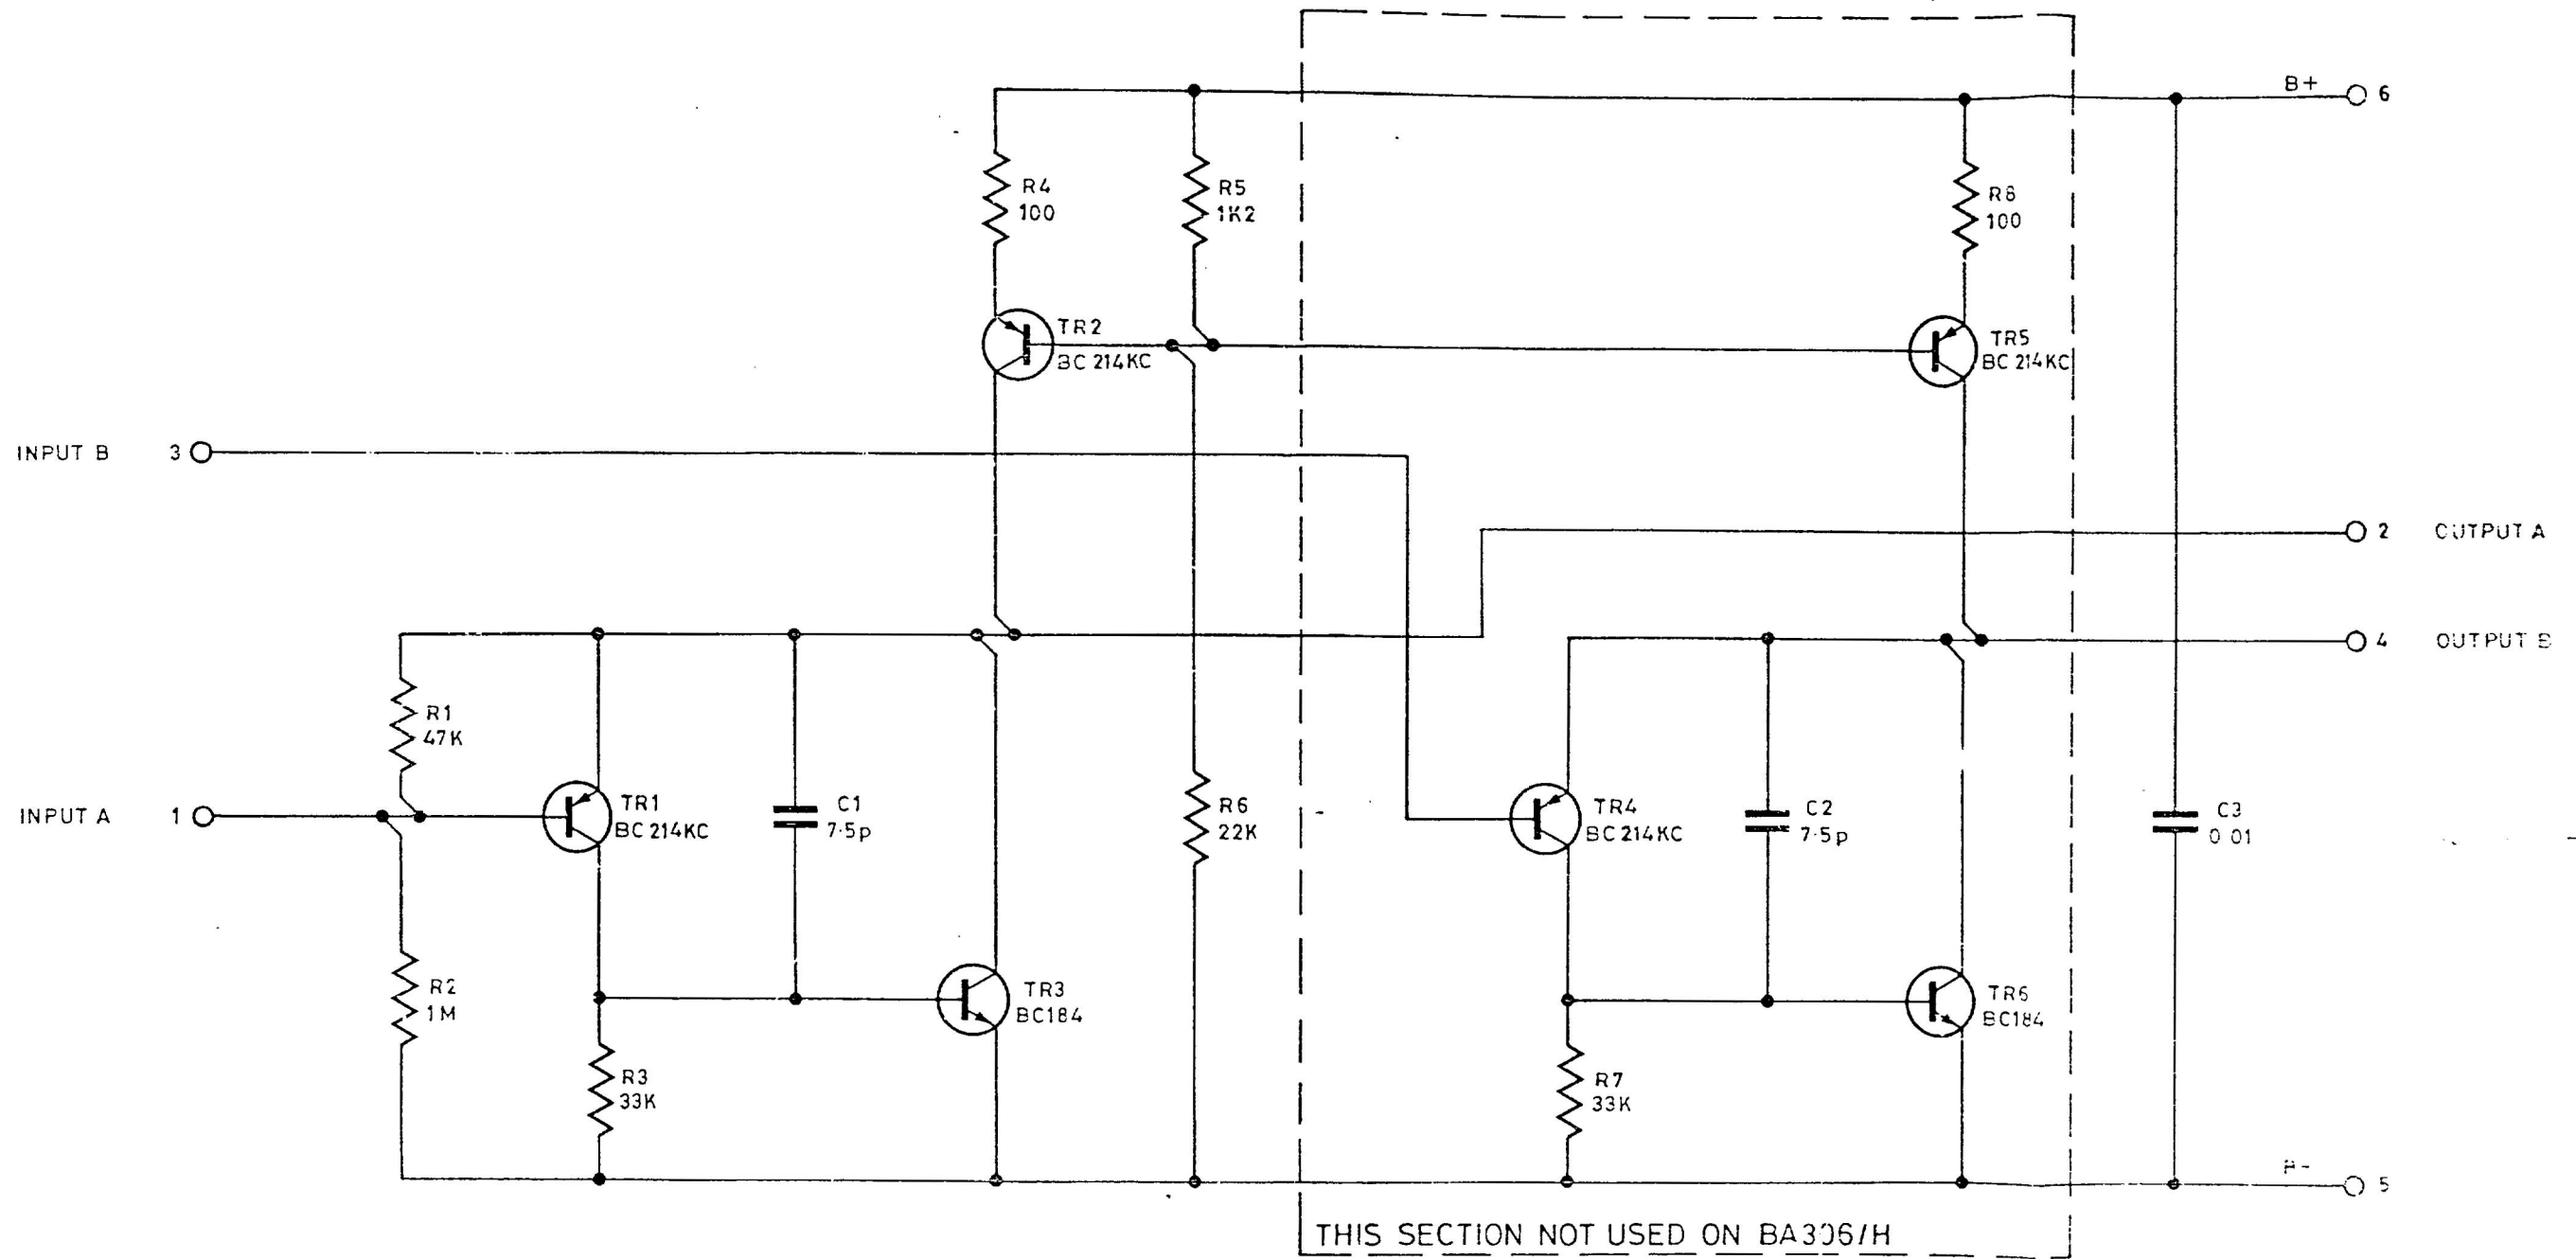 B+
6
R4
100
R5
1K2
R8
100
TR2
BC 214KC
TR5
BC 214KC
INPUT B 3
2 OUTPUT A
4 OUTPUT B
R1
47K
INPUT A 1
TR1
BC 214KC
C1
7·5p
R6
22K
TR4
BC 214KC
C2
7·5p
C3
0 01
R2
1M
TR3
BC184
TR6
BC184
R3
33K
R7
33K
B-
5
THIS SECTION NOT USED ON BA306/H